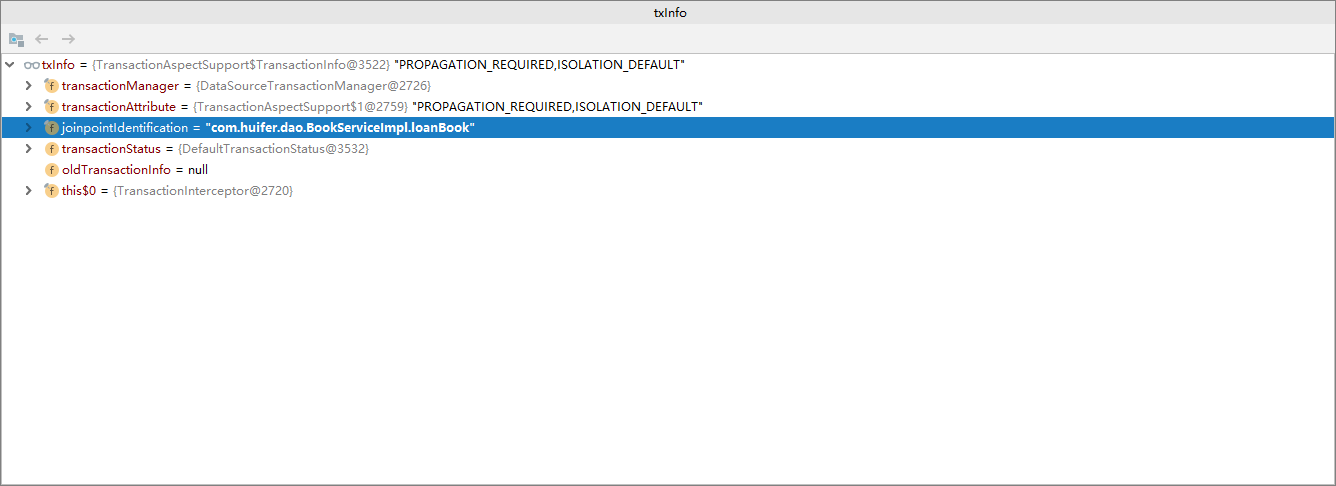 txInfo
txInfo = {TransactionAspectSupport$TransactionInfo@3522} "PROPAGATION_REQUIRED,ISOLATION_DEFAULT"
f transactionManager = {DataSourceTransactionManager@2726}
f transactionAttribute = {TransactionAspectSupport$1@2759} "PROPAGATION_REQUIRED,ISOLATION_DEFAULT"
f joinpointIdentification = "com.huifer.dao.BookServiceImpl.loanBook"
f transactionStatus = {DefaultTransactionStatus@3532}
f oldTransactionInfo = null
f this$0 = {TransactionInterceptor@2720}